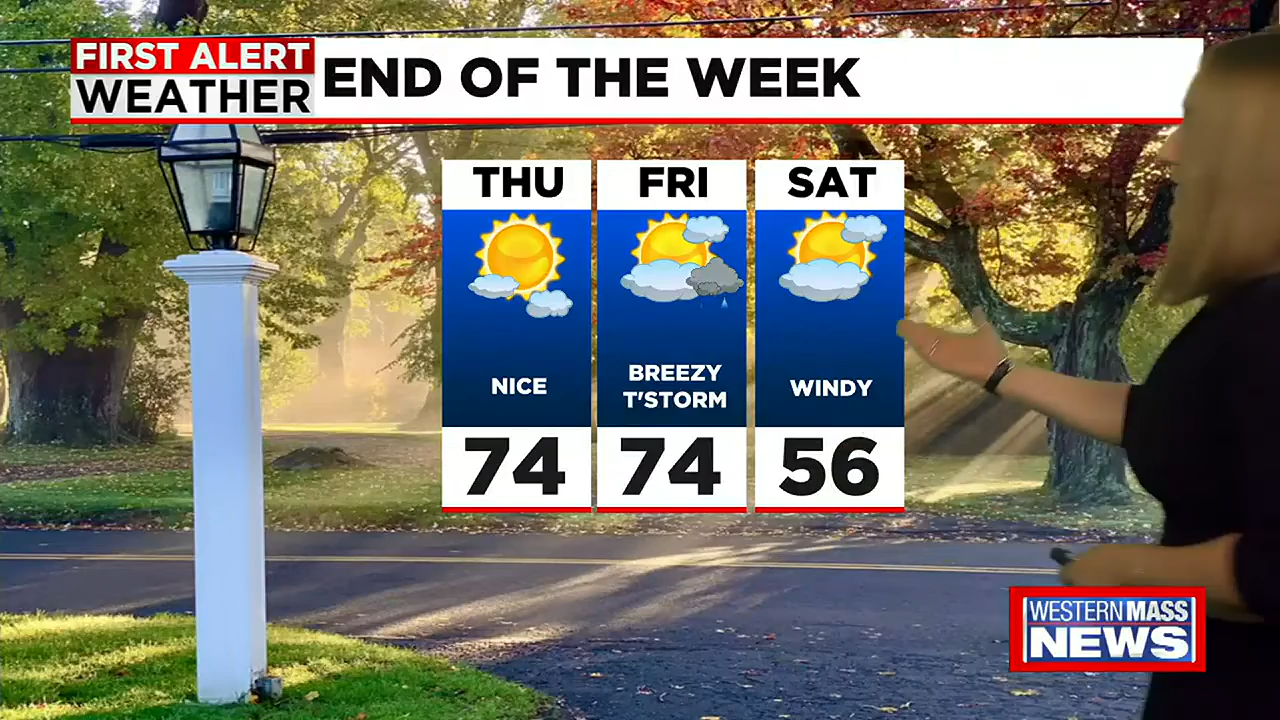 FIRST ALERT
WEATHER
END OF THE WEEK
THU
FRI
SAT
NICE
BREEZY
T'STORM
WINDY
74
74
56
WESTERN MASS
NEWS